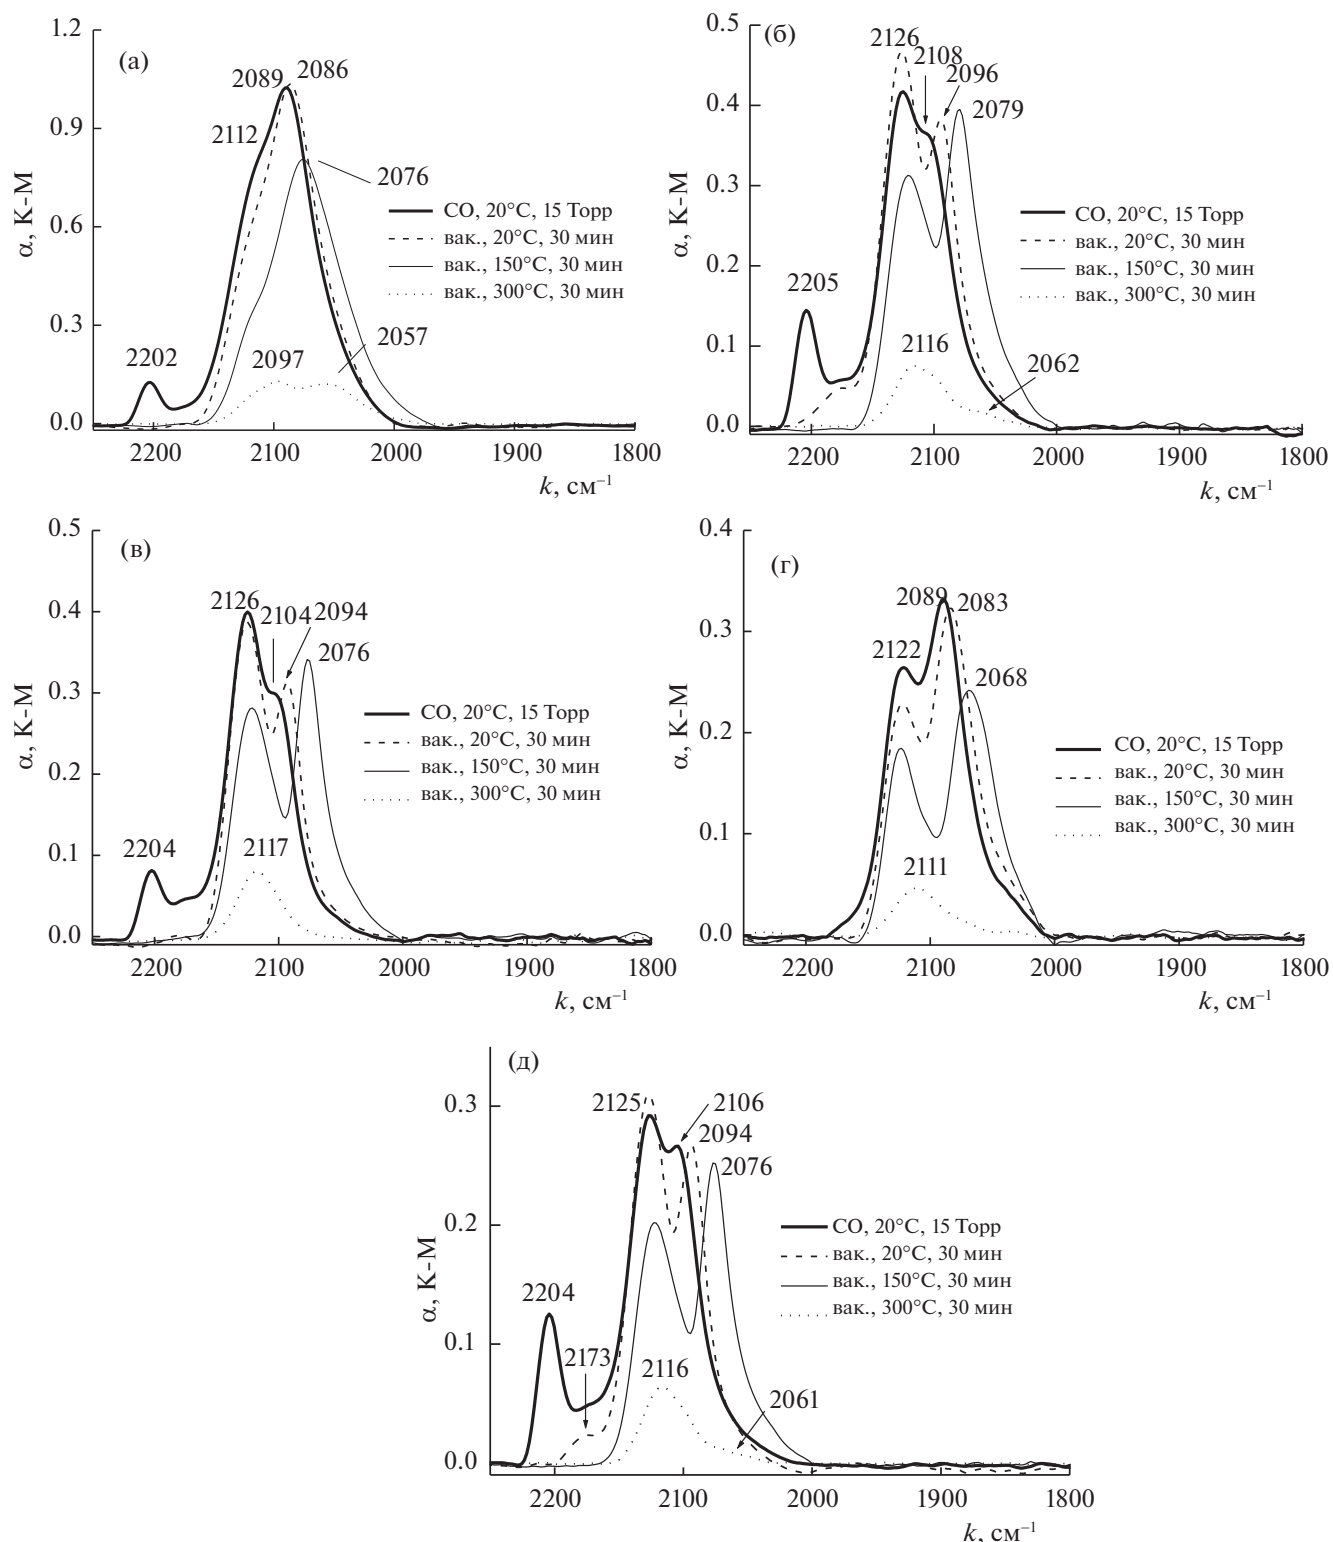 (а)
1.2
0.9
0.6
0.3
0.0
α, К-М
2089
2086
2112
2076
2202
2097
2057
CO, 20°C, 15 Торр
вак., 20°C, 30 мин
вак., 150°C, 30 мин
вак., 300°C, 30 мин
2200 2100 2000 1900 1800
k, см⁻¹
(б)
0.5
0.4
0.3
0.2
0.1
0.0
α, К-М
2126
2108
2096
2079
2205
2116
2062
CO, 20°C, 15 Торр
вак., 20°C, 30 мин
вак., 150°C, 30 мин
вак., 300°C, 30 мин
2200 2100 2000 1900 1800
k, см⁻¹
(в)
0.5
0.4
0.3
0.2
0.1
0.0
α, К-М
2126
2104
2094
2076
2204
2117
CO, 20°C, 15 Торр
вак., 20°C, 30 мин
вак., 150°C, 30 мин
вак., 300°C, 30 мин
2200 2100 2000 1900 1800
k, см⁻¹
(г)
0.4
0.3
0.2
0.1
0.0
α, К-М
2089
2083
2122
2068
2111
CO, 20°C, 15 Торр
вак., 20°C, 30 мин
вак., 150°C, 30 мин
вак., 300°C, 30 мин
2200 2100 2000 1900 1800
k, см⁻¹
(д)
0.3
0.2
0.1
0.0
α, К-М
2125
2106
2094
2076
2204
2173
2116
2061
CO, 20°C, 15 Торр
вак., 20°C, 30 мин
вак., 150°C, 30 мин
вак., 300°C, 30 мин
2200 2100 2000 1900 1800
k, см⁻¹